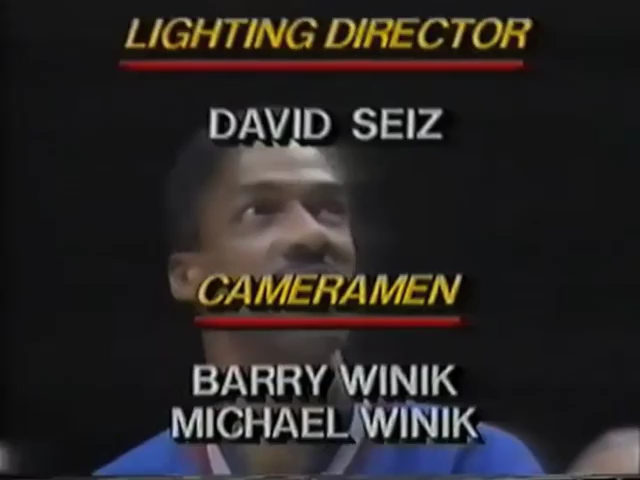 LIGHTING DIRECTOR
DAVID SEIZ
CAMERAMEN
BARRY WINIK
MICHAEL WINIK